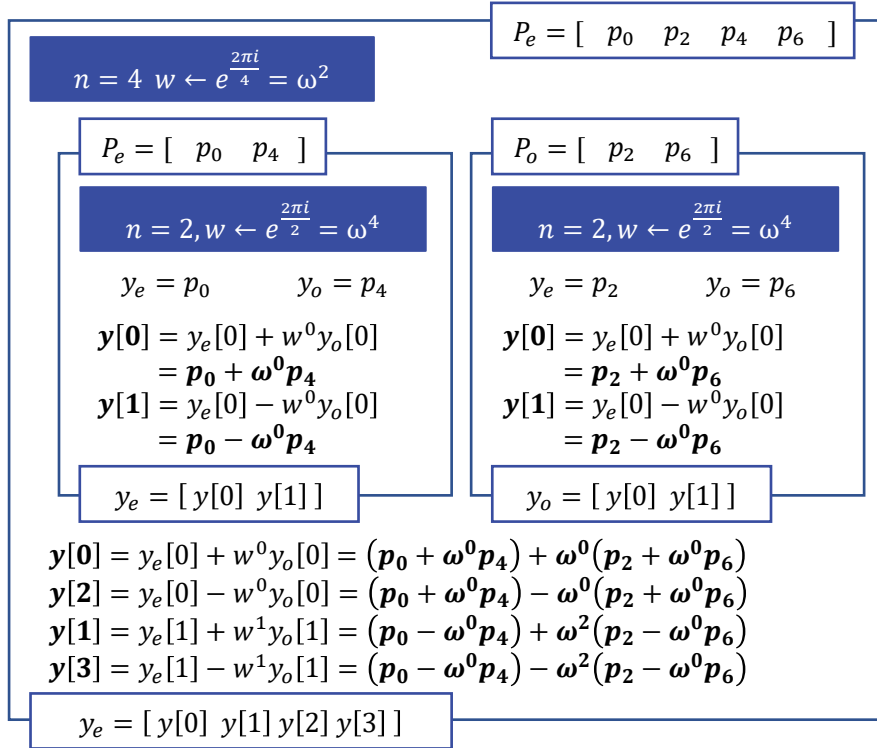 P_e = [ p_0 p_2 p_4 p_6 ]
n = 4 w ← e^{\frac{2πi}{4}} = ω^2
P_e = [ p_0 p_4 ]
n = 2, w ← e^{\frac{2πi}{2}} = ω^4
y_e = p_0 y_o = p_4
y[0] = y_e[0] + w^0 y_o[0]
= p_0 + ω^0 p_4
y[1] = y_e[0] − w^0 y_o[0]
= p_0 − ω^0 p_4
y_e = [ y[0] y[1] ]
P_o = [ p_2 p_6 ]
n = 2, w ← e^{\frac{2πi}{2}} = ω^4
y_e = p_2 y_o = p_6
y[0] = y_e[0] + w^0 y_o[0]
= p_2 + ω^0 p_6
y[1] = y_e[0] − w^0 y_o[0]
= p_2 − ω^0 p_6
y_o = [ y[0] y[1] ]
y[0] = y_e[0] + w^0 y_o[0] = (p_0 + ω^0 p_4) + ω^0(p_2 + ω^0 p_6)
y[2] = y_e[0] − w^0 y_o[0] = (p_0 + ω^0 p_4) − ω^0(p_2 + ω^0 p_6)
y[1] = y_e[1] + w^1 y_o[1] = (p_0 − ω^0 p_4) + ω^2(p_2 − ω^0 p_6)
y[3] = y_e[1] − w^1 y_o[1] = (p_0 − ω^0 p_4) − ω^2(p_2 − ω^0 p_6)
y_e = [ y[0] y[1] y[2] y[3] ]